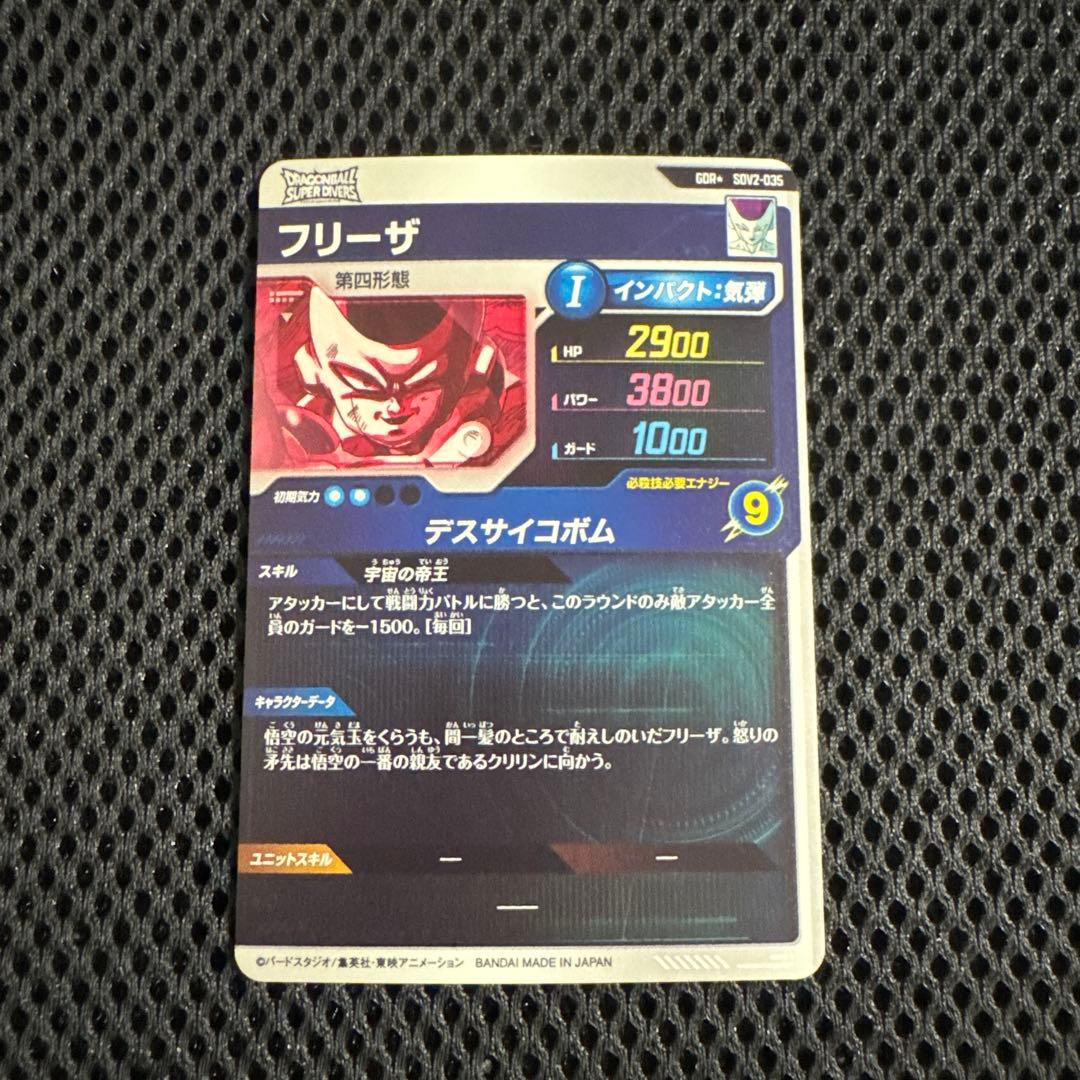 DRAGONBALL
SUPER DIVERS
GDR★ SDV2-035
フリーザ
第四形態
I インパクト:気弾
HP 2900
パワー 3800
ガード 1000
初期気力
必殺技必要エナジー
9
デスサイコボム
スキル 宇宙の帝王
アタッカーにして戦闘力バトルに勝つと、このラウンドのみ敵アタッカー全
員のガードをー1500。[毎回]
キャラクターデータ
悟空の元気玉をくらうも、間一髪のところで耐えしのいだフリーザ。怒りの
矛先は悟空の一番の親友であるクリリンに向かう。
ユニットスキル ー ー
ー
©バードスタジオ/集英社・東映アニメーション BANDAI MADE IN JAPAN